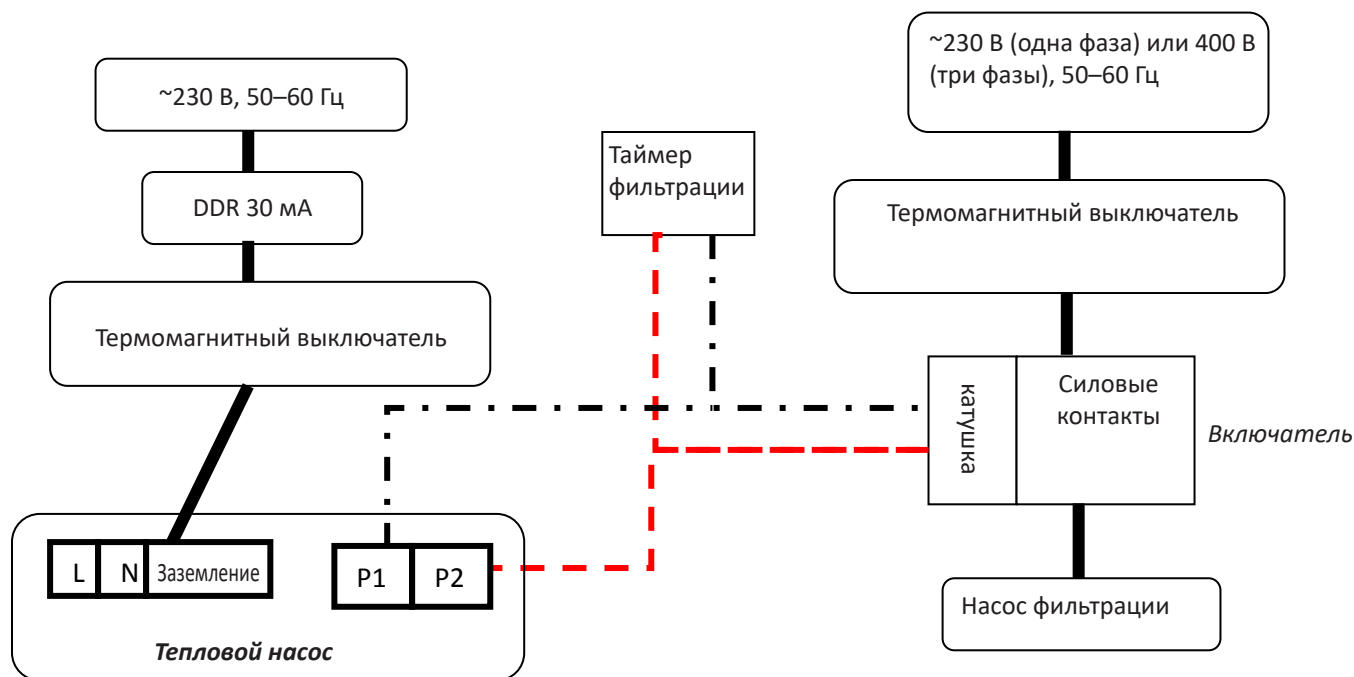 ~230 В (одна фаза) или 400 В
(три фазы), 50–60 Гц
~230 В, 50–60 Гц
Таймер
фильтрации
DDR 30 мА
Термомагнитный выключатель
Термомагнитный выключатель
катушка
Силовые
контакты
Включатель
L N Заземление
P1 P2
Насос фильтрации
Тепловой насос